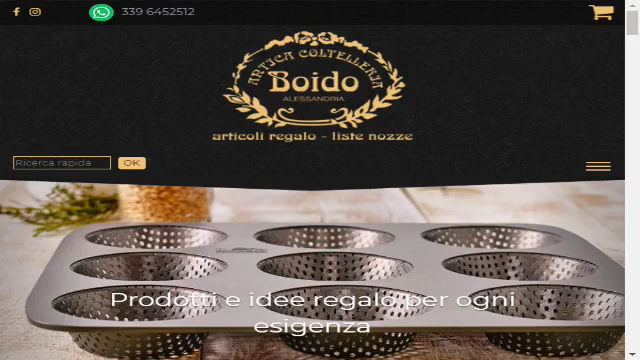 339 6452512
ANTICA COLTELLERIA
Boido
ALESSANDRIA
articoli regalo - liste nozze
Ricerca rapida
OK
Prodotti e idee regalo per ogni
esigenza